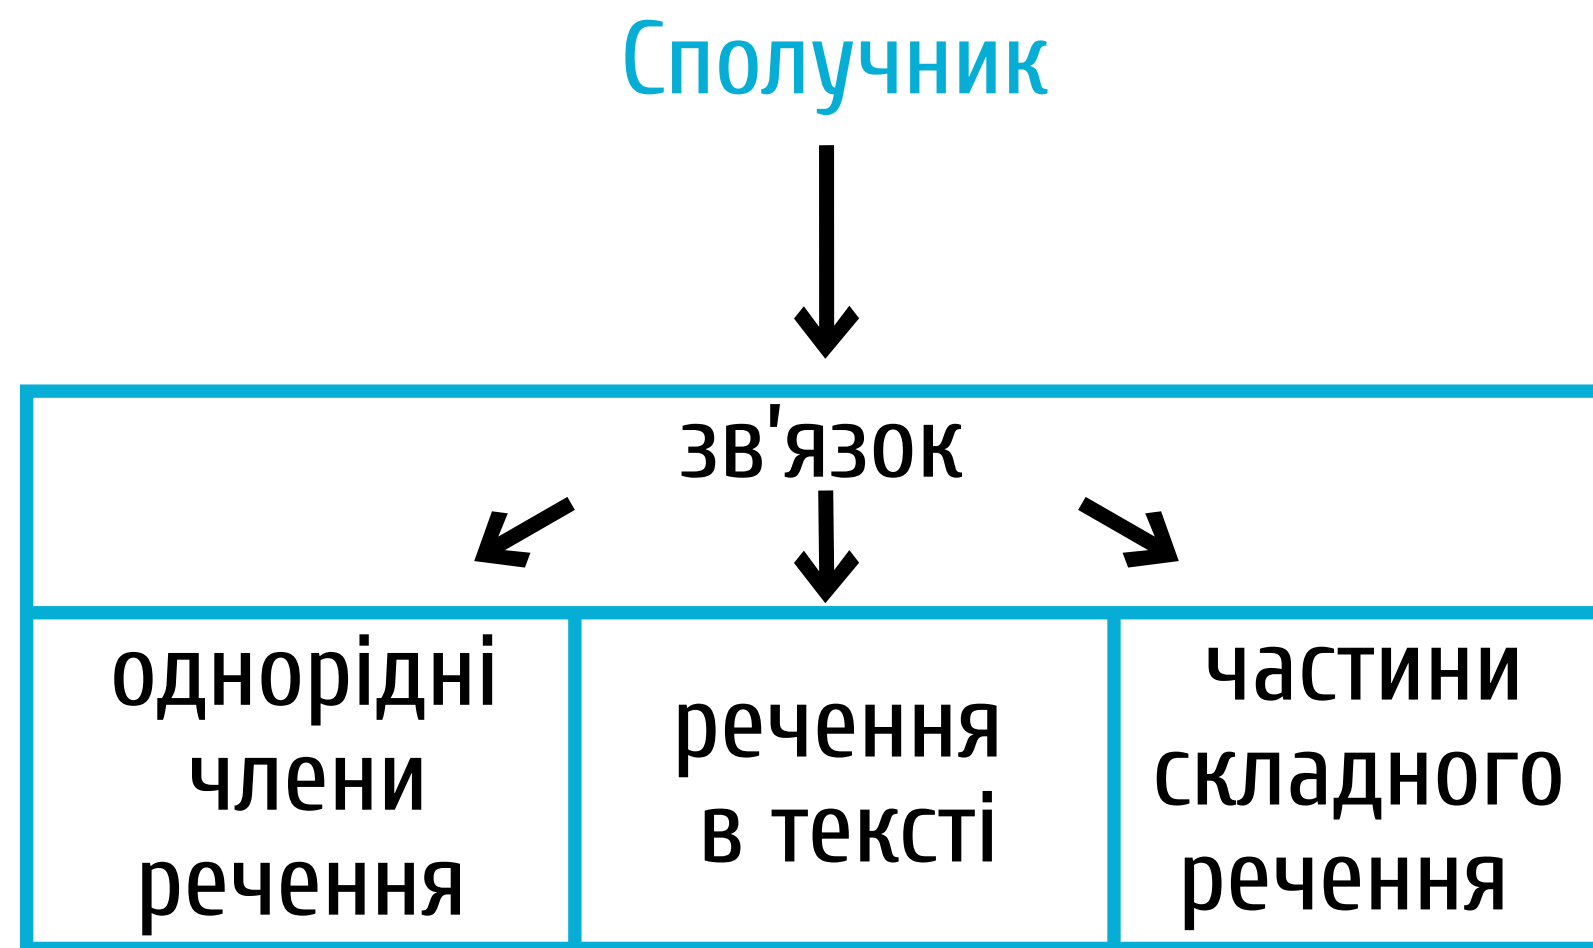 Сполучник
зв'язок
однорідні
члени
речення
речення
в тексті
частини
складного
речення